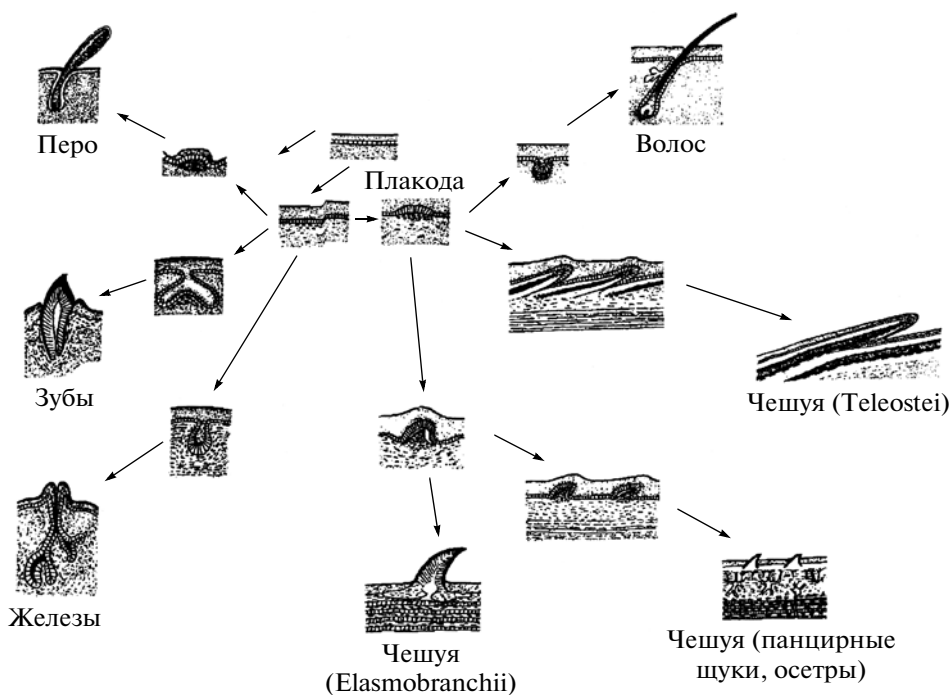 Перо
Волос
Плакода
Зубы
Чешуя (Teleostei)
Железы
Чешуя
(Elasmobranchii)
Чешуя (панцирные
щуки, осетры)